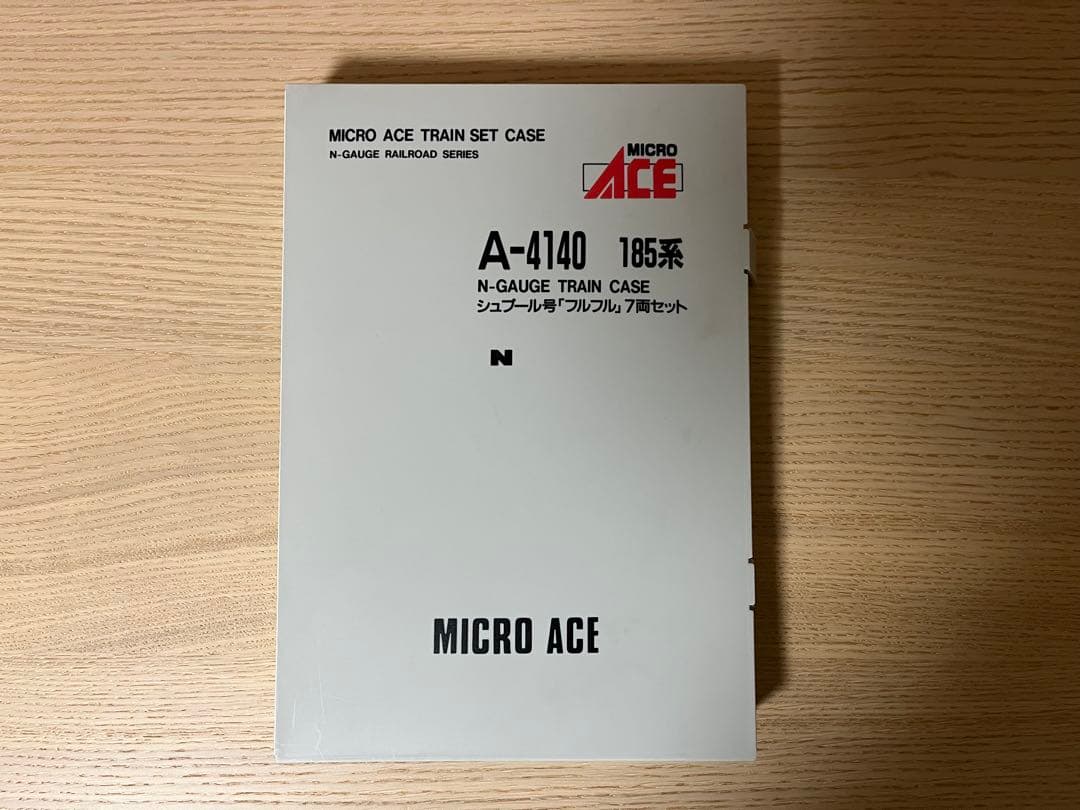 MICRO ACE TRAIN SET CASE
N-GAUGE RAILROAD SERIES
MICRO
ACE
A-4140 185系
N-GAUGE TRAIN CASE
シュプール号「フルフル」7両セット
N
MICRO ACE